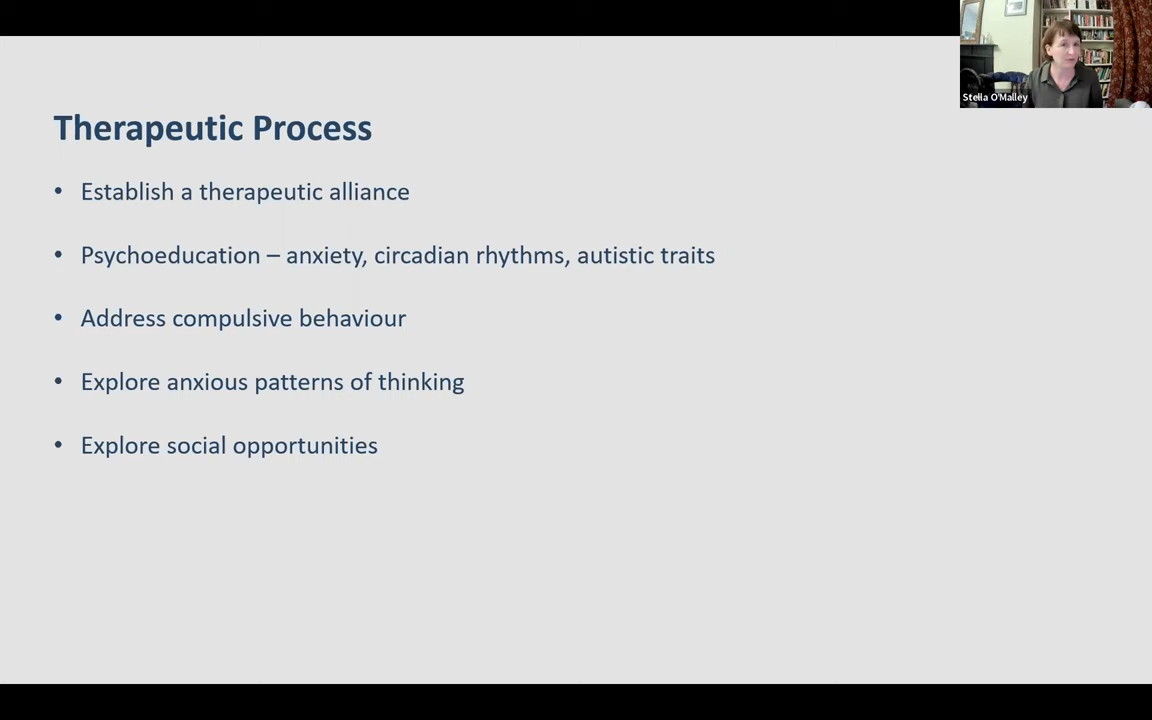 Stella O'Malley
Therapeutic Process
• Establish a therapeutic alliance
• Psychoeducation – anxiety, circadian rhythms, autistic traits
• Address compulsive behaviour
• Explore anxious patterns of thinking
• Explore social opportunities